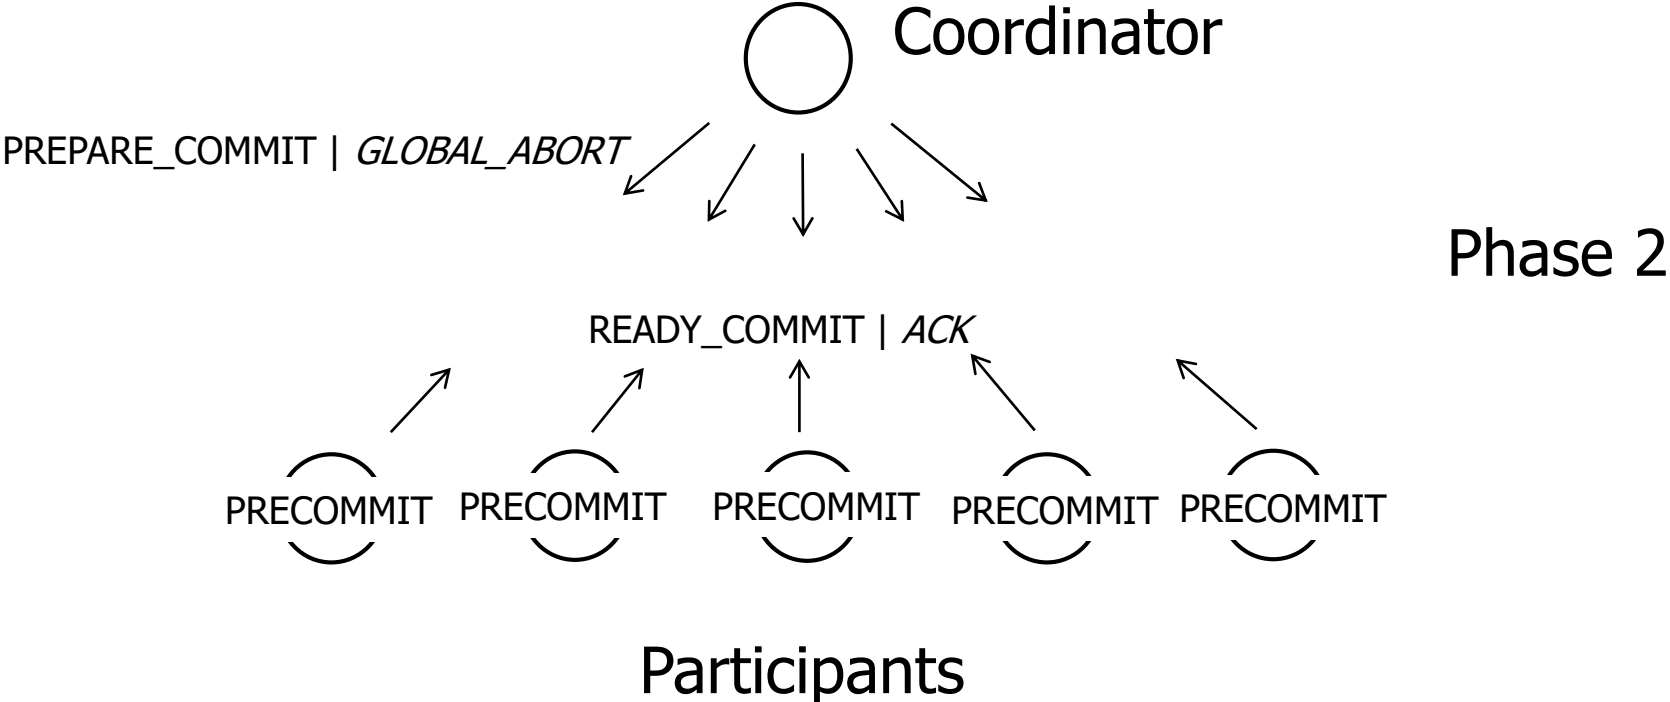 Coordinator
PREPARE_COMMIT | GLOBAL_ABORT
Phase 2
READY_COMMIT | ACK
PRECOMMIT PRECOMMIT PRECOMMIT PRECOMMIT PRECOMMIT
Participants